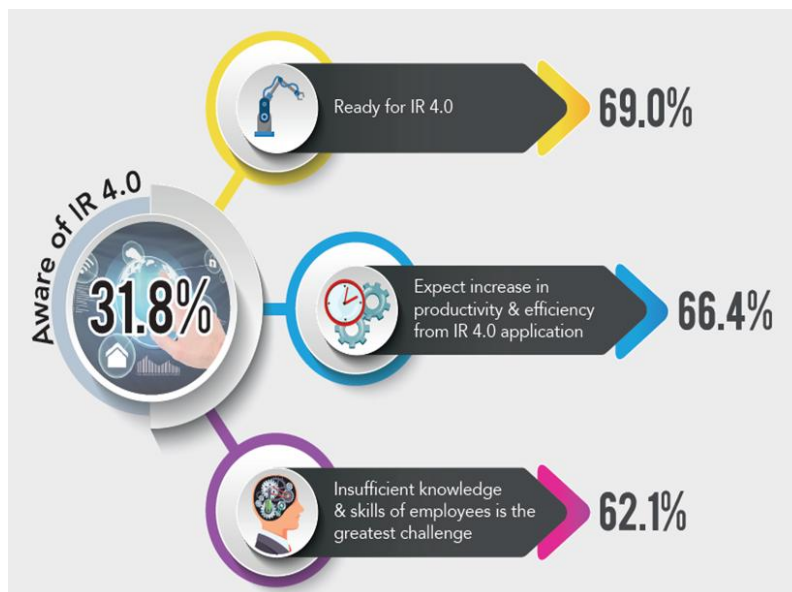 Aware of IR 4.0
31.8%
Ready for IR 4.0
69.0%
Expect increase in
productivity & efficiency
from IR 4.0 application
66.4%
Insufficient knowledge
& skills of employees is the
greatest challenge
62.1%